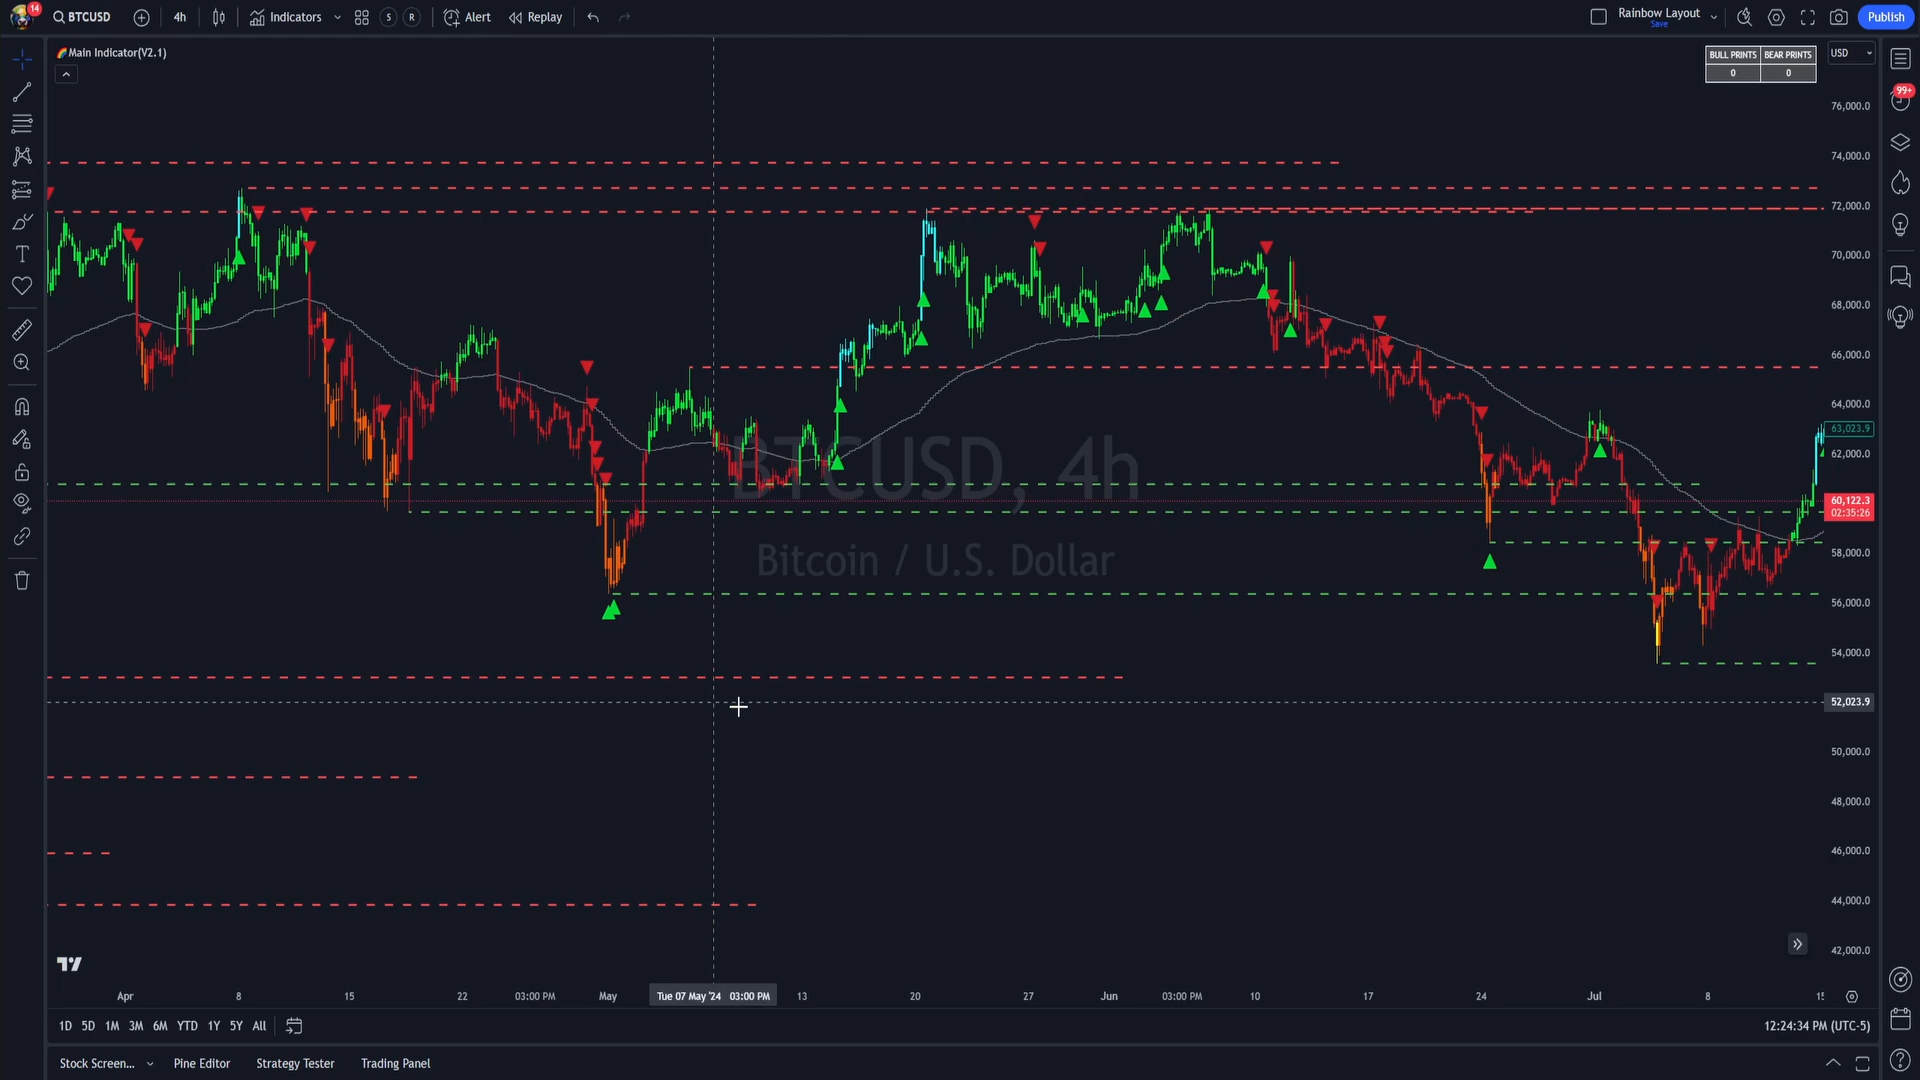 14
BTCUSD
4h
Indicators
S
R
Alert
Replay
Rainbow Layout
Save
Publish
Main Indicator(V2.1)
BULL PRINTS BEAR PRINTS
0 0
USD
99+
76,000.0
74,000.0
72,000.0
70,000.0
68,000.0
66,000.0
64,000.0
63,023.9
62,000.0
60,122.3
02:35:26
58,000.0
56,000.0
54,000.0
52,023.9
50,000.0
48,000.0
46,000.0
44,000.0
42,000.0
BTCUSD, 4h
Bitcoin / U.S. Dollar
Apr 8 15 22 03:00 PM May Tue 07 May '24 03:00 PM 13 20 27 Jun 03:00 PM 10 17 24 Jul 8 15
1D 5D 1M 3M 6M YTD 1Y 5Y All
12:24:34 PM (UTC-5)
Stock Screen... Pine Editor Strategy Tester Trading Panel